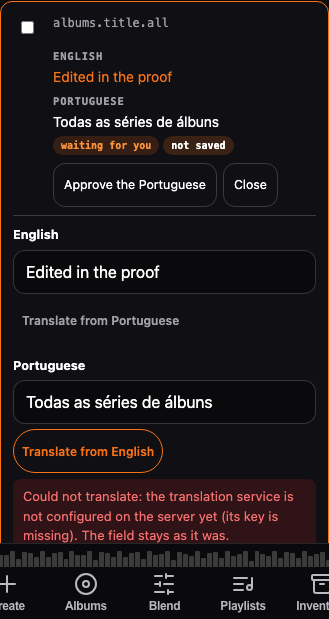 albums.title.all
ENGLISH
Edited in the proof
PORTUGUESE
Todas as séries de álbuns
waiting for you not saved
Approve the Portuguese Close
English
Edited in the proof
Translate from Portuguese
Portuguese
Todas as séries de álbuns
Translate from English
Could not translate: the translation service is
not configured on the server yet (its key is
missing). The field stays as it was.
reate Albums Blend Playlists Invent